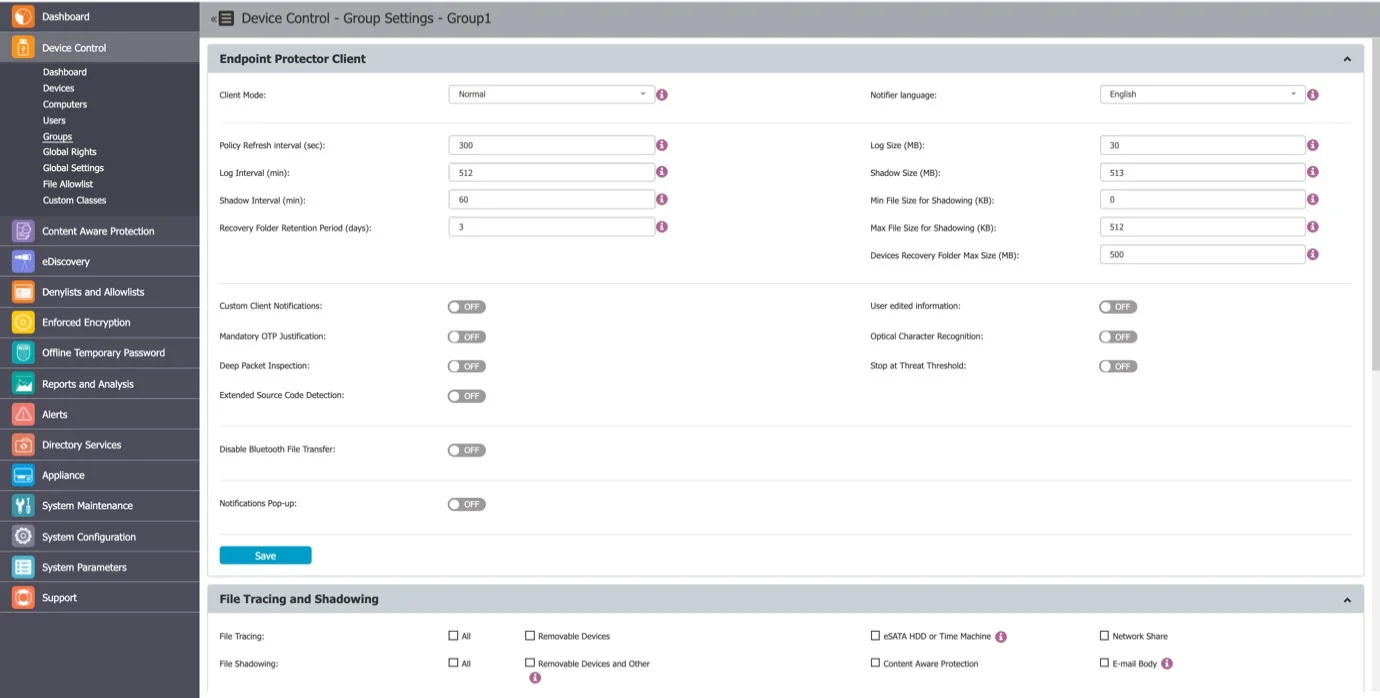 Dashboard
Device Control
Dashboard
Devices
Computers
Users
Groups
Global Rights
Global Settings
File Allowlist
Custom Classes
Content Aware Protection
eDiscovery
Denylists and Allowlists
Enforced Encryption
Offline Temporary Password
Reports and Analysis
Alerts
Directory Services
Appliance
System Maintenance
System Configuration
System Parameters
Support
Device Control - Group Settings - Group1
Endpoint Protector Client
Client Mode: Normal Notifier language: English
Policy Refresh interval (sec): 300 Log Size (MB): 30
Log Interval (min): 512 Shadow Size (MB): 513
Shadow Interval (min): 60 Min File Size for Shadowing (KB): 0
Recovery Folder Retention Period (days): 3 Max File Size for Shadowing (KB): 512
Devices Recovery Folder Max Size (MB): 500
Custom Client Notifications: OFF User edited information: OFF
Mandatory OTP Justification: OFF Optical Character Recognition: OFF
Deep Packet Inspection: OFF Stop at Threat Threshold: OFF
Extended Source Code Detection: OFF
Disable Bluetooth File Transfer: OFF
Notifications Pop-up: OFF
Save
File Tracing and Shadowing
File Tracing: All Removable Devices eSATA HDD or Time Machine Network Share
File Shadowing: All Removable Devices and Other Content Aware Protection E-mail Body